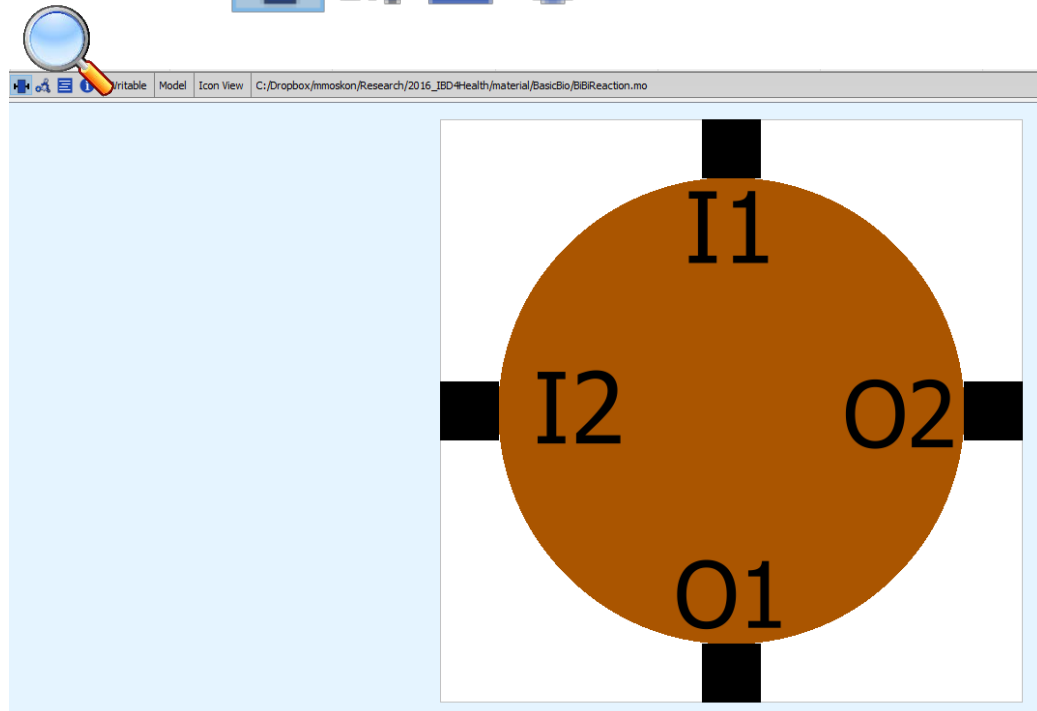 Writable Model Icon View C:/Dropbox/mmoskon/Research/2016_IBD4Health/material/BasicBio/BiBiReaction.mo
I1
I2 O2
O1